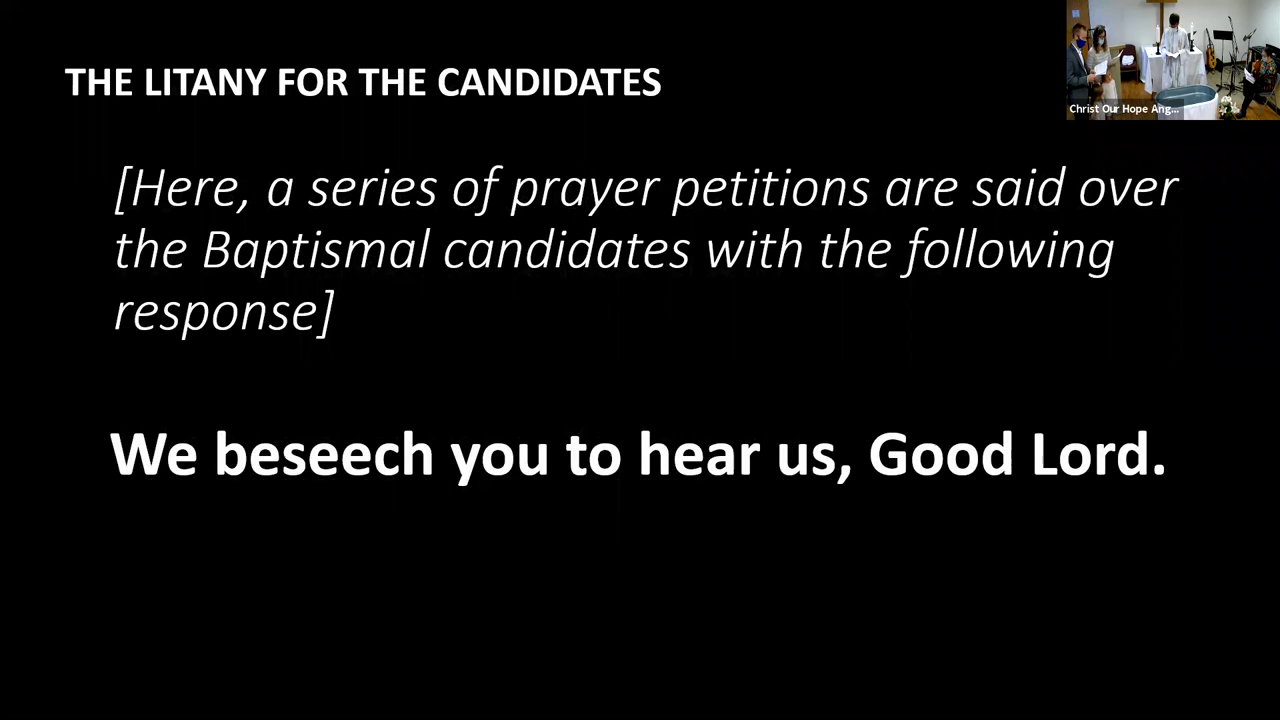 THE LITANY FOR THE CANDIDATES
Christ Our Hope Ang...
[Here, a series of prayer petitions are said over
the Baptismal candidates with the following
response]
We beseech you to hear us, Good Lord.